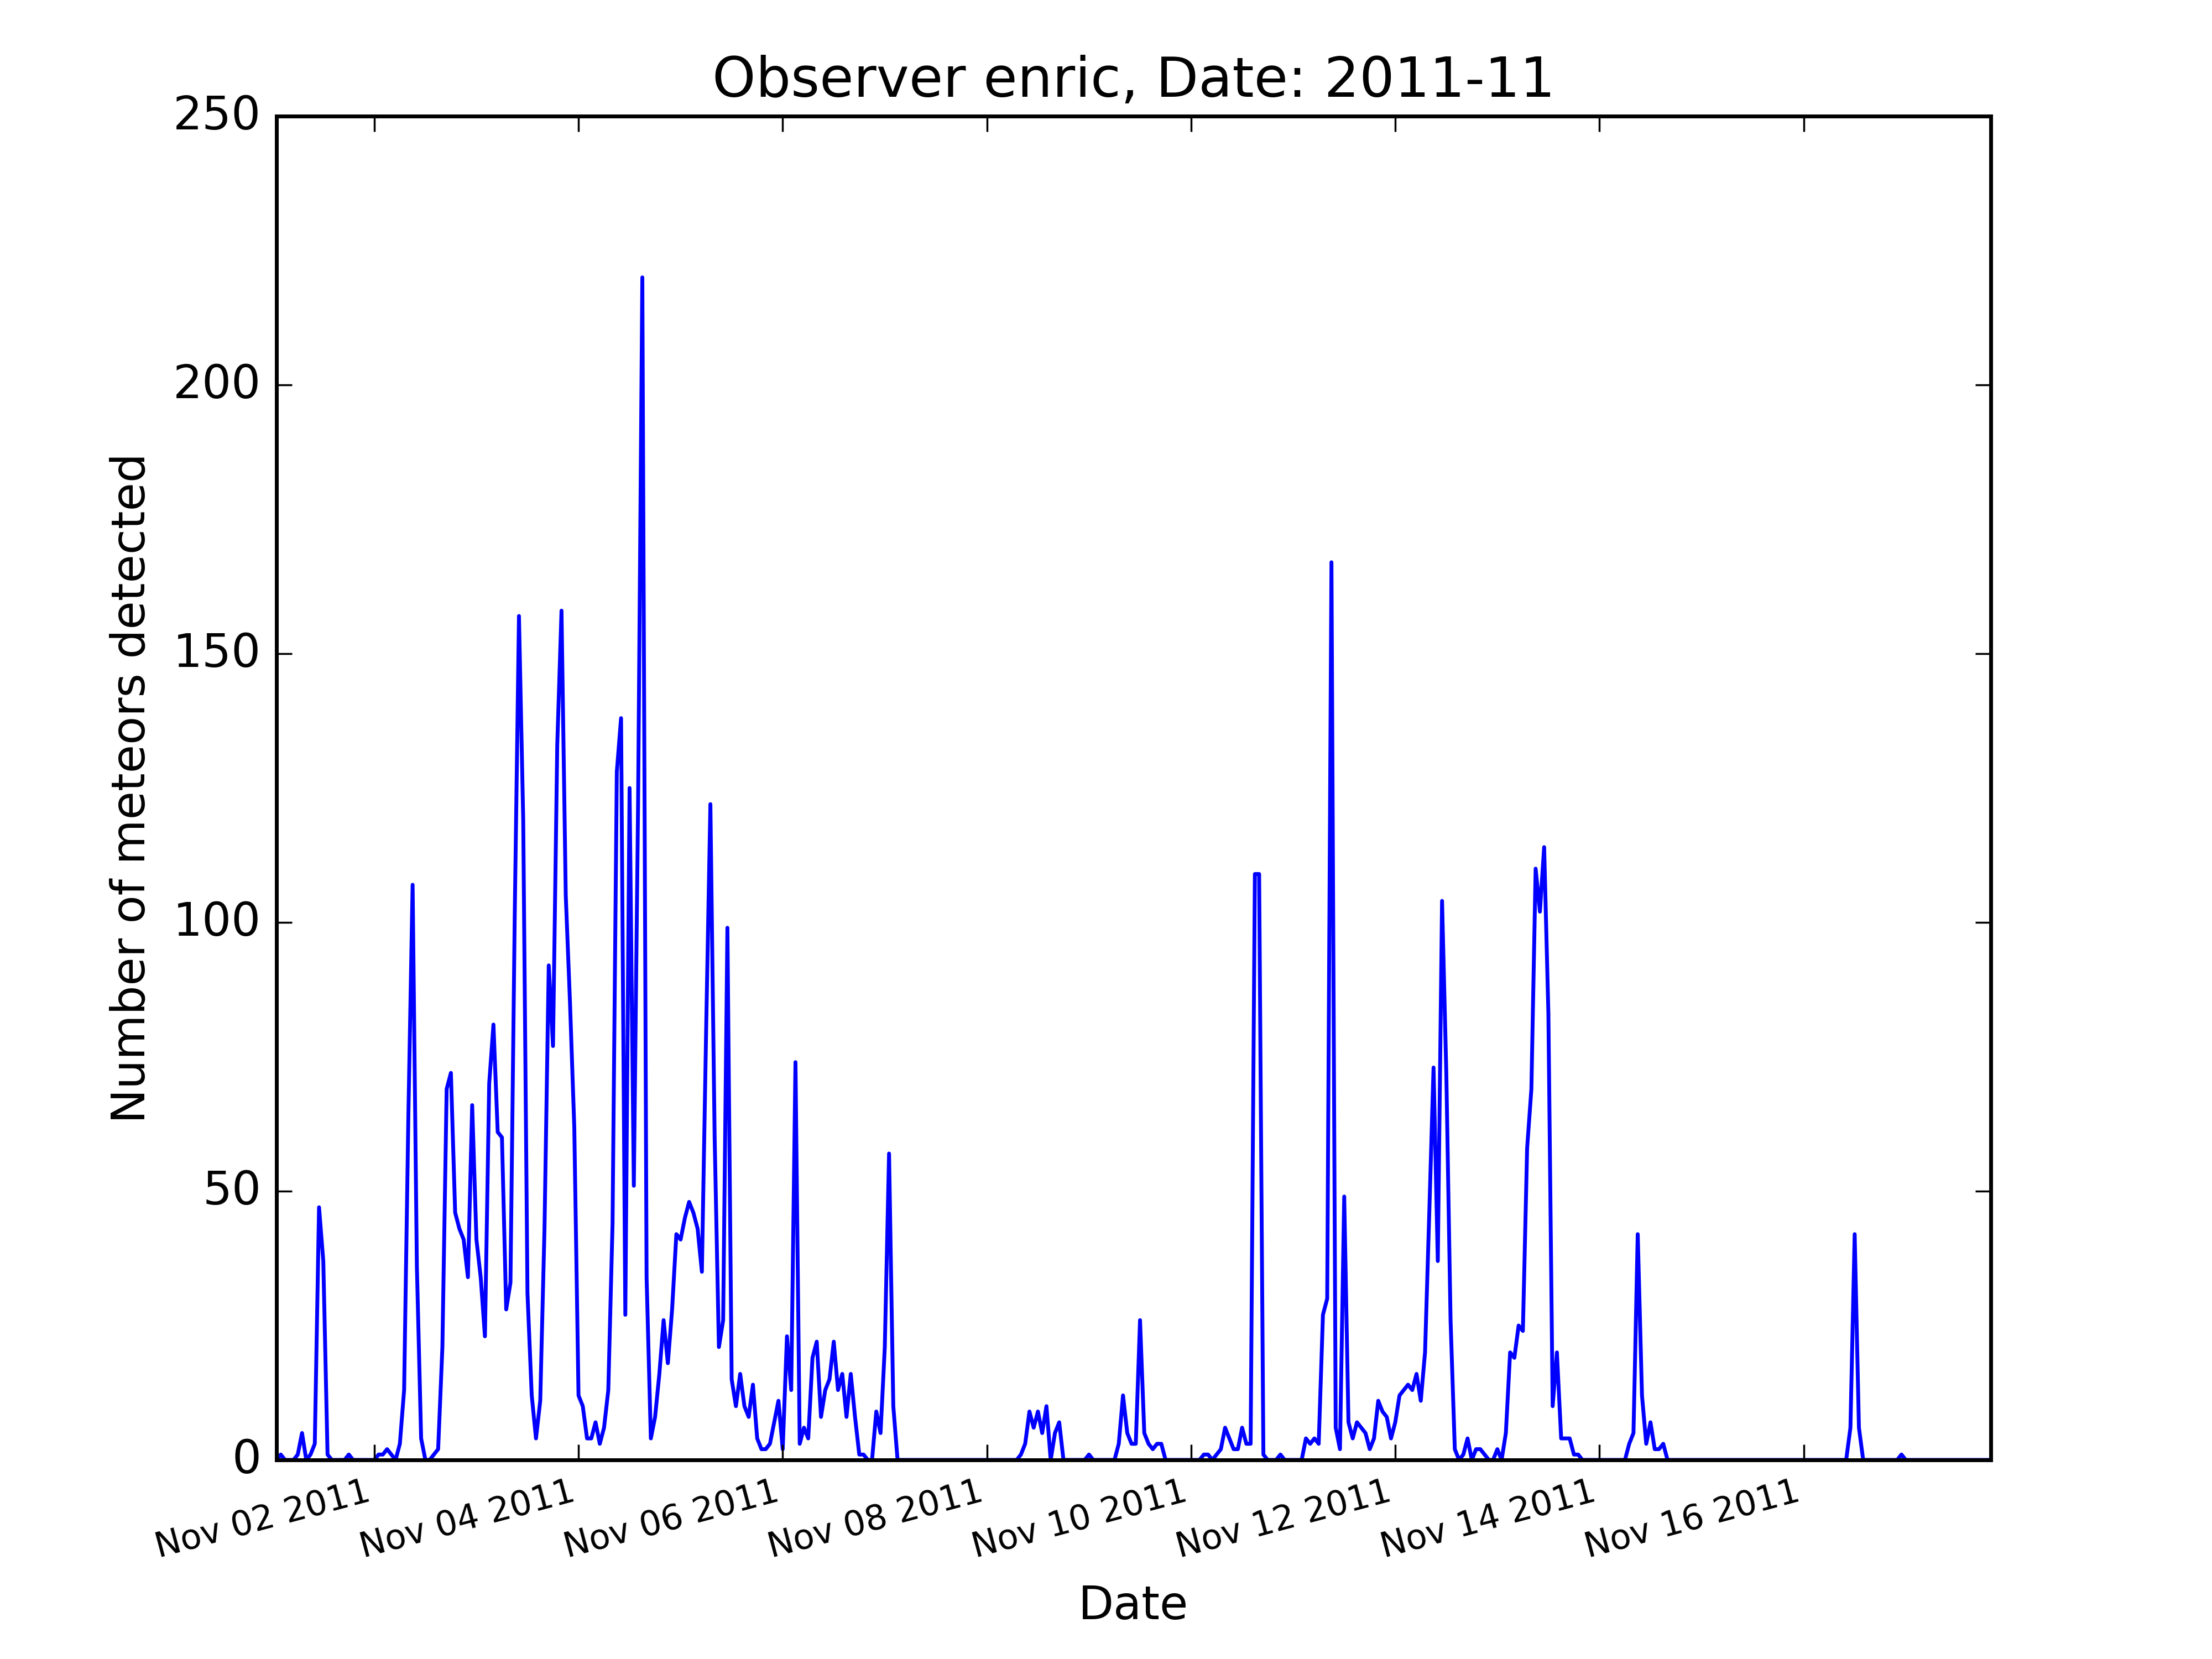 Observer enric, Date: 2011-11
250
200
150
100
50
0
Number of meteors detected
Nov 02 2011
Nov 04 2011
Nov 06 2011
Nov 08 2011
Nov 10 2011
Nov 12 2011
Nov 14 2011
Nov 16 2011
Date